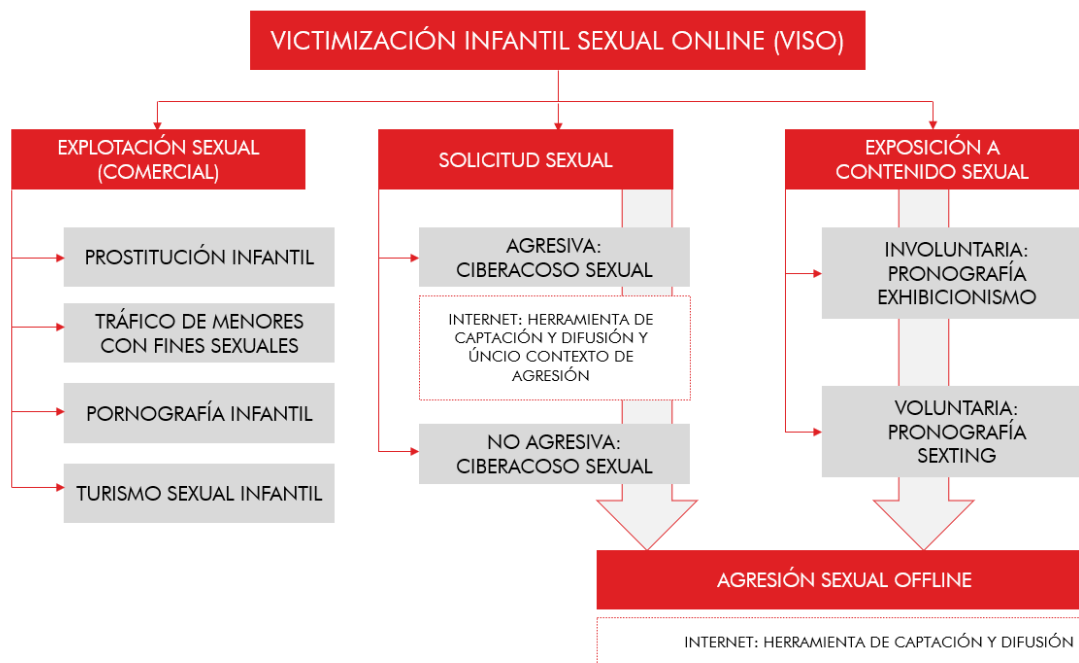 VICTIMIZACIÓN INFANTIL SEXUAL ONLINE (VISO)
EXPLOTACIÓN SEXUAL
(COMERCIAL)
PROSTITUCIÓN INFANTIL
TRÁFICO DE MENORES
CON FINES SEXUALES
PORNOGRAFÍA INFANTIL
TURISMO SEXUAL INFANTIL
SOLICITUD SEXUAL
AGRESIVA:
CIBERACOSO SEXUAL
INTERNET: HERRAMIENTA DE
CAPTACIÓN Y DIFUSIÓN Y
ÚNCIO CONTEXTO DE
AGRESIÓN
NO AGRESIVA:
CIBERACOSO SEXUAL
EXPOSICIÓN A
CONTENIDO SEXUAL
INVOLUNTARIA:
PRONOGRAFÍA
EXHIBICIONISMO
VOLUNTARIA:
PRONOGRAFÍA
SEXTING
AGRESIÓN SEXUAL OFFLINE
INTERNET: HERRAMIENTA DE CAPTACIÓN Y DIFUSIÓN